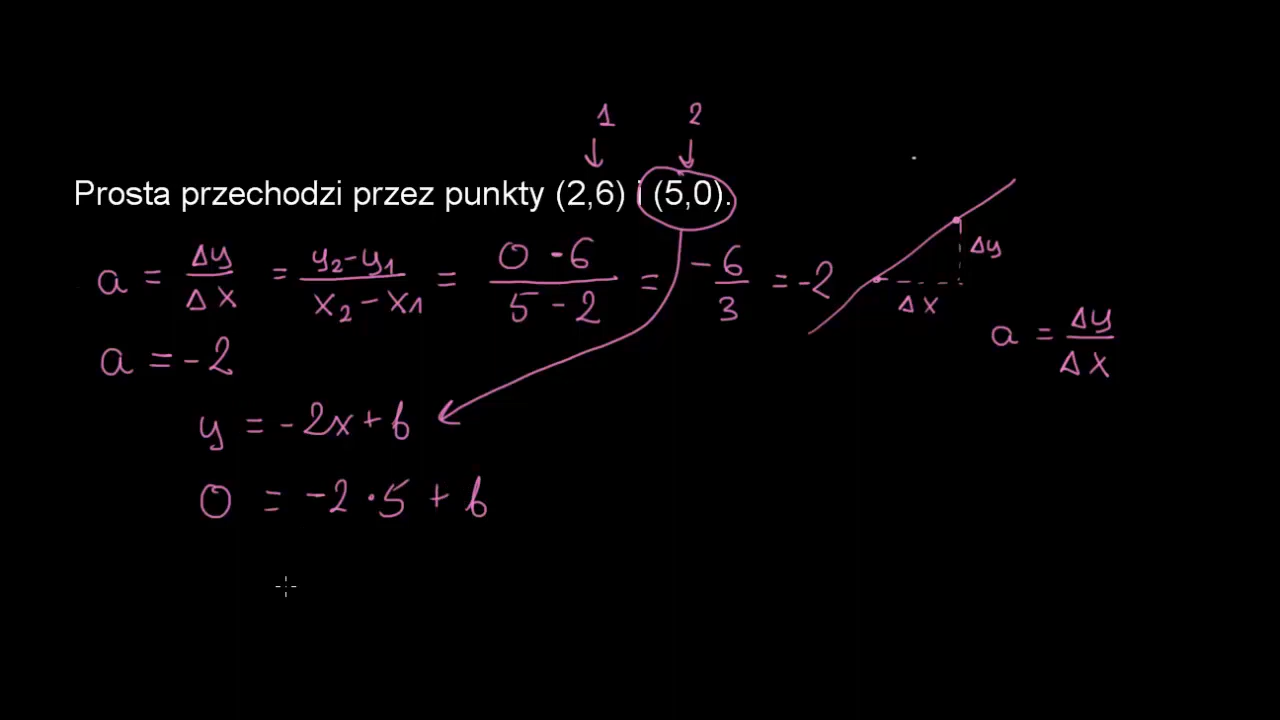 1 2
Prosta przechodzi przez punkty (2,6) i (5,0).
a = Δy/Δx = y₂-y₁/x₂-x₁ = 0-6/5-2 = -6/3 = -2
Δy
Δx
a = Δy/Δx
a = -2
y = -2x+b
0 = -2·5+b